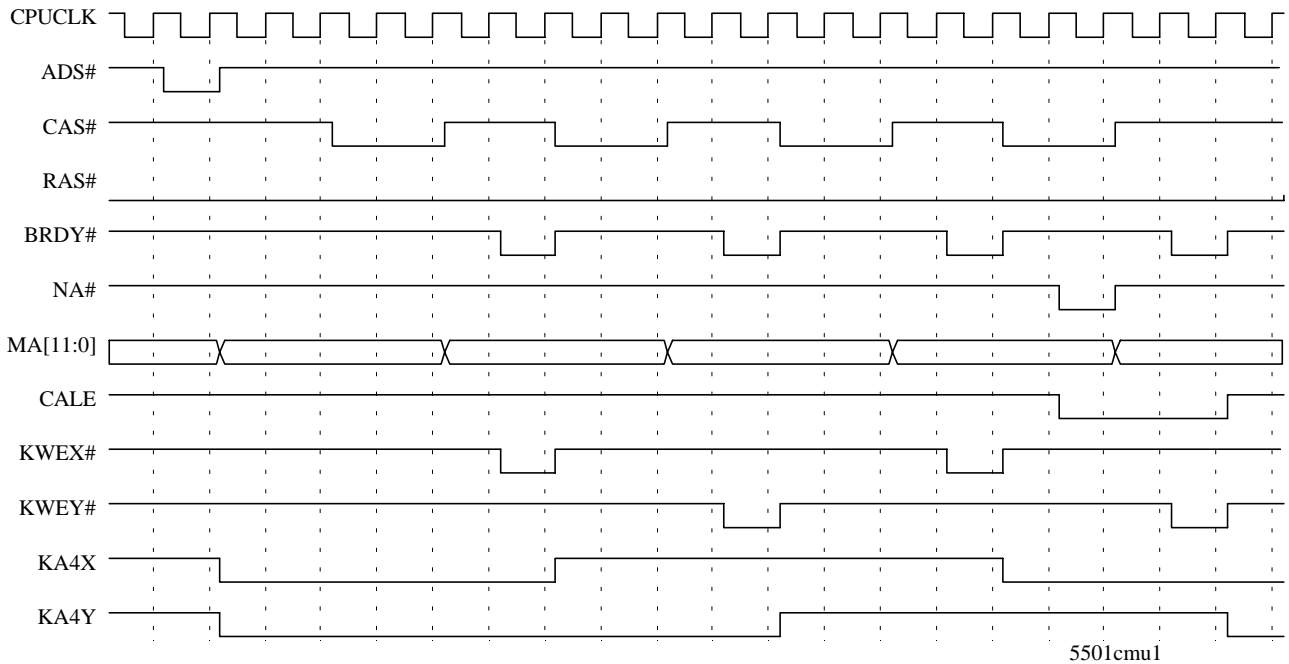 CPUCLK
ADS#
CAS#
RAS#
BRDY#
NA#
MA[11:0]
CALE
KWEX#
KWEY#
KA4X
KA4Y
5501cmu1